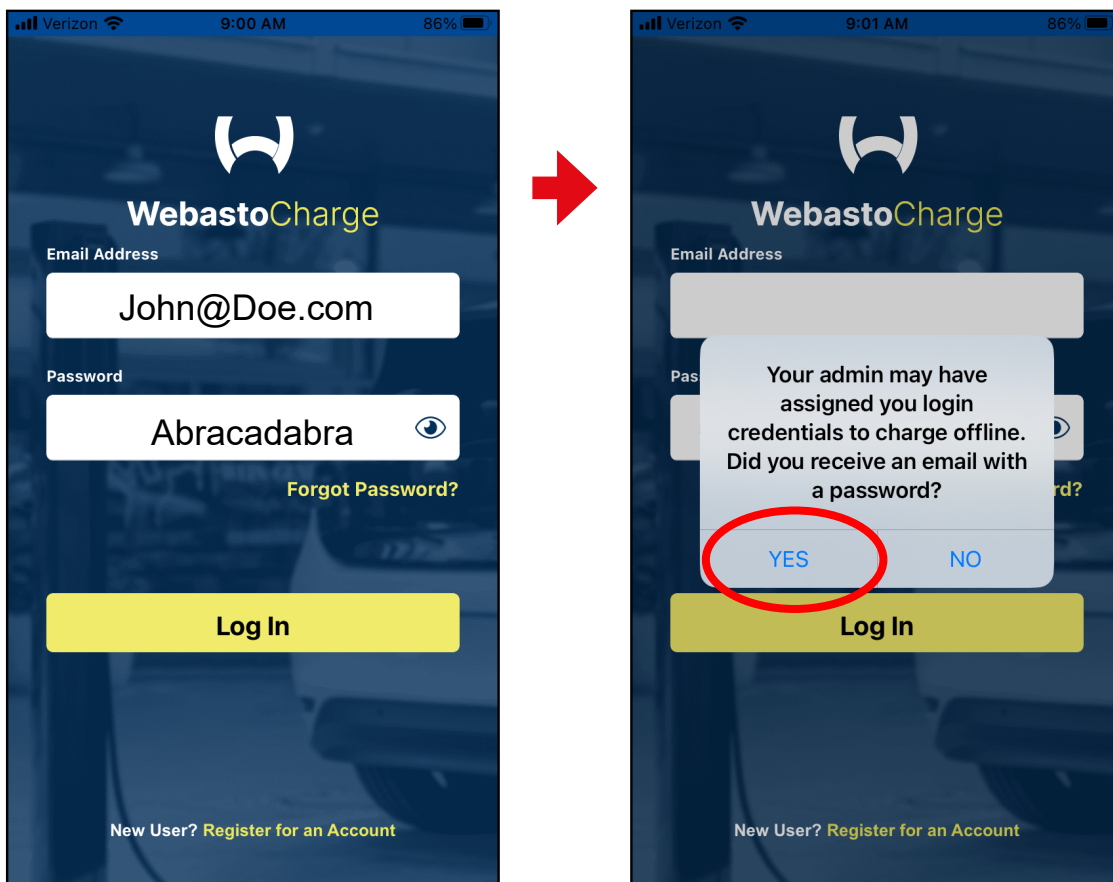 Verizon 9:00 AM 86%
WebastoCharge
Email Address
John@Doe.com
Password
Abracadabra
Forgot Password?
Log In
New User? Register for an Account
Verizon 9:01 AM 86%
WebastoCharge
Email Address
Pas
Your admin may have
assigned you login
credentials to charge offline.
Did you receive an email with
a password?
rd?
YES NO
Log In
New User? Register for an Account